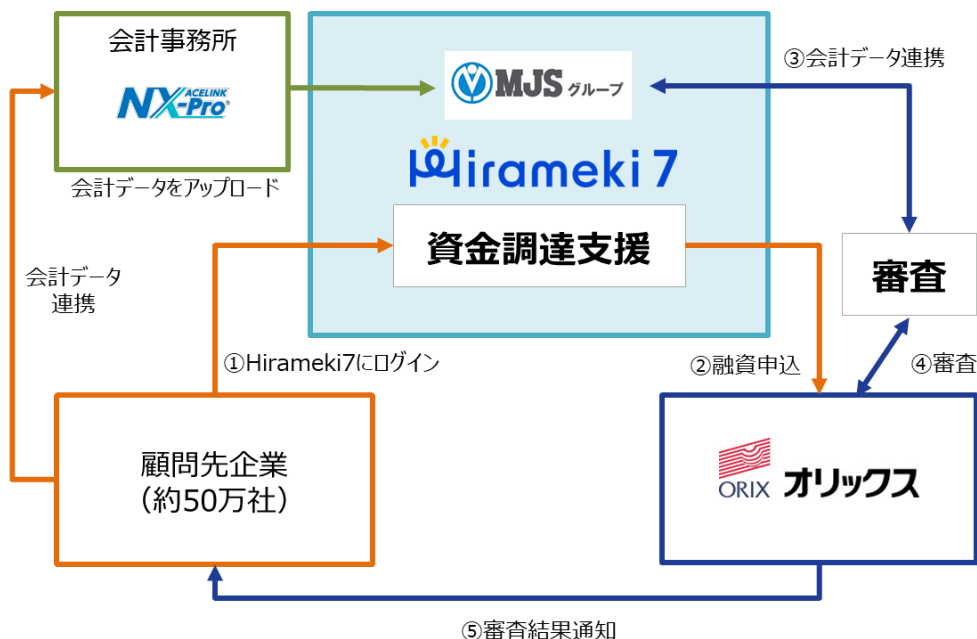 会計事務所
ACELINK
NX-Pro®
会計データをアップロード
MJS グループ
Hirameki 7
資金調達支援
③会計データ連携
審査
会計データ
連携
①Hirameki7にログイン
②融資申込
④審査
顧問先企業
（約50万社）
ORIX オリックス
⑤審査結果通知